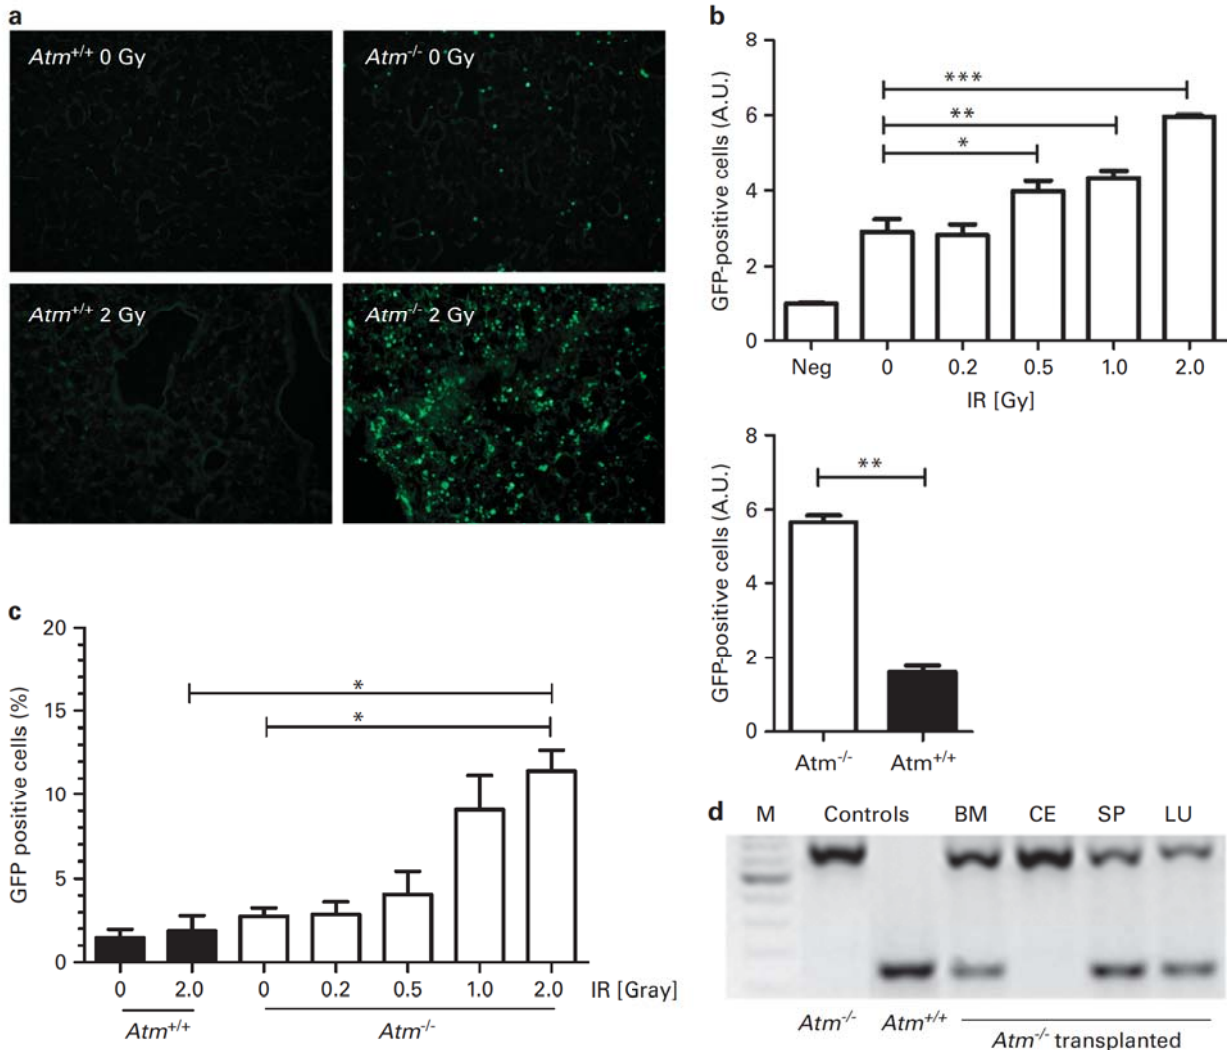 a
Atm+/+ 0 Gy
Atm-/- 0 Gy
Atm+/+ 2 Gy
Atm-/- 2 Gy
b
GFP-positive cells (A.U.)
8
6
4
2
0
***
**
*
Neg 0 0.2 0.5 1.0 2.0
IR [Gy]
GFP-positive cells (A.U.)
8
6
4
2
0
**
Atm-/- Atm+/+
c
GFP positive cells (%)
20
15
10
5
0
*
*
0 2.0 0 0.2 0.5 1.0 2.0 IR [Gray]
Atm+/+ Atm-/-
d M Controls BM CE SP LU
Atm-/- Atm+/+ Atm-/- transplanted